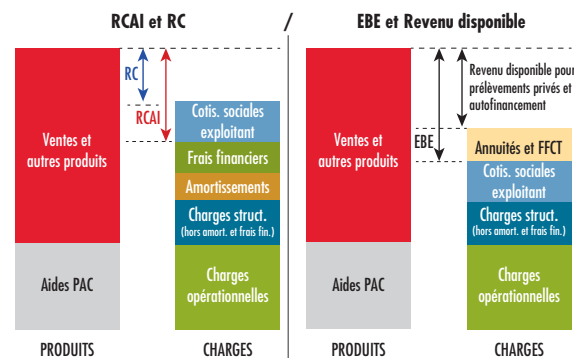 RCAI et RC
/
EBE et Revenu disponible
RC
RCAI
Ventes et
autres produits
Aides PAC
Cotis. sociales
exploitant
Frais financiers
Amortissements
Charges struct.
(hors amort. et frais fin.)
Charges
opérationnelles
PRODUITS
CHARGES
Revenu disponible pour
prélèvements privés et
autofinancement
EBE
Ventes et
autres produits
Aides PAC
Annuités et FFCT
Cotis. sociales
exploitant
Charges struct.
(hors amort. et frais fin.)
Charges
opérationnelles
PRODUITS
CHARGES